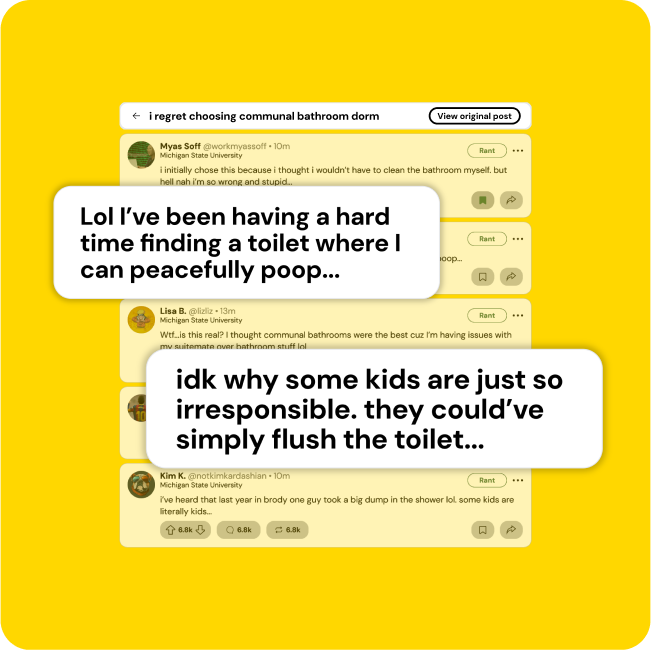 i regret choosing communal bathroom dorm
View original post
Myas Soff @workmyassoff • 10m
Michigan State University
Rant
i initially chose this because i thought i wouldn't have to clean the bathroom myself. but
hell nah i'm so wrong and stupid...
Lol I've been having a hard
time finding a toilet where I
can peacefully poop...
Rant
poop...
Lisa B. @lizliz • 13m
Michigan State University
Rant
Wtf...is this real? I thought communal bathrooms were the best cuz I'm having issues with
my suitemate over bathroom stuff lol
idk why some kids are just so
irresponsible. they could've
simply flush the toilet...
Kim K. @notkimkardashian • 10m
Michigan State University
Rant
i've heard that last year in brody one guy took a big dump in the shower lol. some kids are
literally kids...
6.8k 6.8k 6.8k